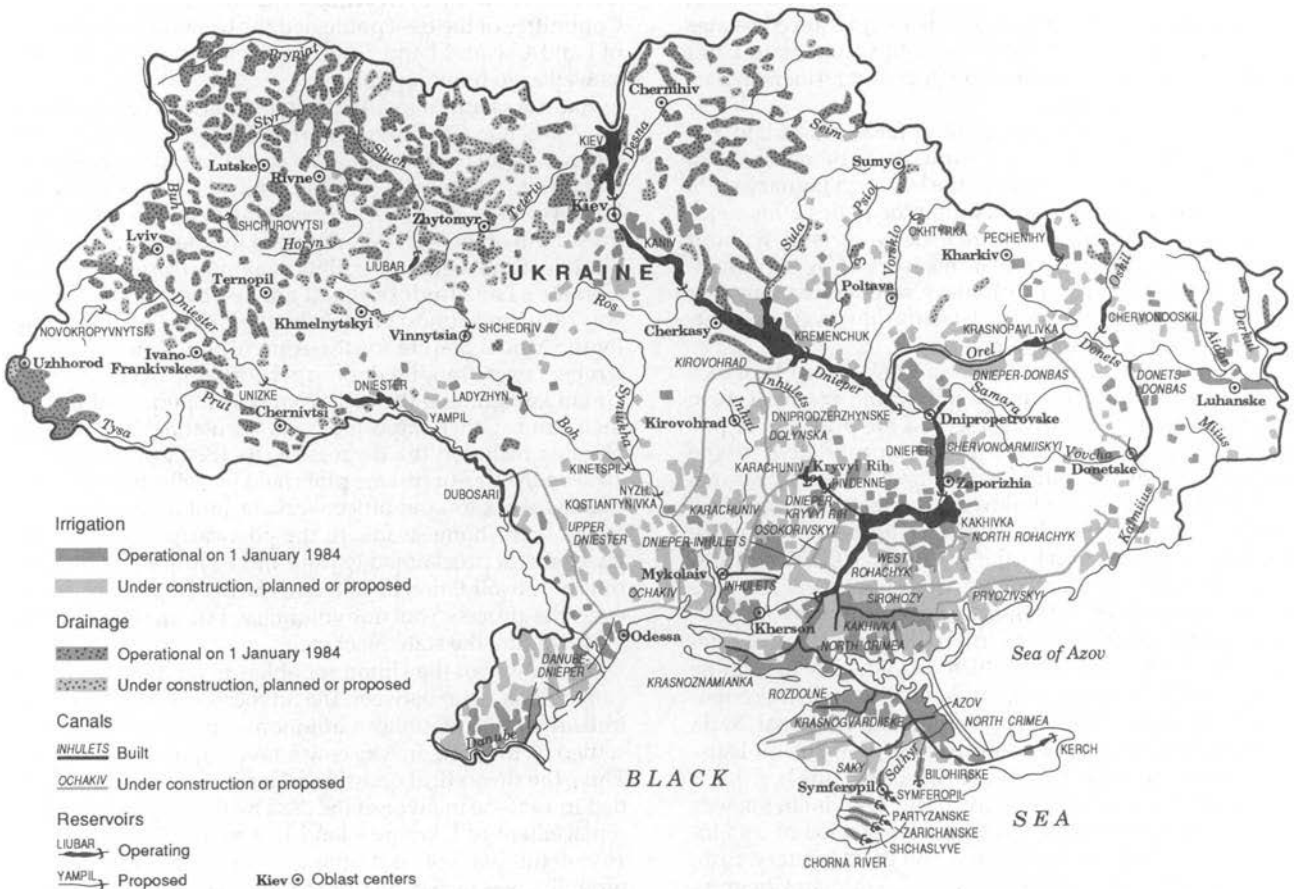 Prypiat
Chernihiv
Styr
Sluch
Desna
Seim
KIEV
Sumy
Lutske
Rivne
Buh
Teteriv
Psiol
SHCHUROVYTSI
Zhytomyr
Kiev
Sula
Vorsklo
OKHTYRKA
PECHENIHY
Lviv
Horyn
KANIV
Kharkiv
Oskil
LIUBAR
UKRAINE
Ternopil
Poltava
Derkul
Dniester
Ros
Aidar
Khmelnytskyi
Vinnytsia
SHCHEDRIV
Cherkasy
KREMENCHUK
KRASNOPAVLIVKA
CHERVONOOSKIL
NOVOKROPYVNYTSI
Uzhhorod
Ivano
Frankivske
KIROVOHRAD
Dnieper
Orel
Donets
DNIEPER-DONBAS
DONETS-
DONBAS
UNIZKE
DNIESTER
LADYZHYN
Inhulets
Samara
Luhanske
Prut
Chernivtsi
YAMPIL
Syniukha
Inhul
DNIPRODZERZHYNSKE
Dnipropetrovske
Tysa
Boh
Kirovohrad
DOLYNSKA
DNIEPER
CHERVONOARMIISKYI
Mius
Vovcha
Donetske
KINETSPIL
KARACHUNIV
Kryvyi Rih
PIVDENNE
Zaporizhia
DUBOSARI
NYZH.
KOSTIANTYNIVKA
KARACHUNIV
DNIEPER
KRYVYI RIH
KAKHIVKA
NORTH ROHACHYK
Kalmiius
UPPER
DNIESTER
DNIEPER-INHULETS
OSOKORIVSKYI
WEST
ROHACHYK
Mykolaiv
INHULETS
SIROHOZY
PRYOZIVSKYI
OCHAKIV
Odessa
Kherson
KAKHIVKA
NORTH CRIMEA
Sea of Azov
DANUBE-
DNIEPER
KRASNOZNAMIANKA
ROZDOLNE
AZOV
KRASNOGVARDIISKE
NORTH CRIMEA
Danube
KERCH
SAKY
Salhyr
BILOHIRSKE
BLACK
SEA
Symferopil
SYMFEROPIL
PARTYZANSKE
ZARICHANSKE
SHCHASLYVE
CHORNA RIVER
Irrigation
Operational on 1 January 1984
Under construction, planned or proposed
Drainage
Operational on 1 January 1984
Under construction, planned or proposed
Canals
INHULETS Built
OCHAKIV Under construction or proposed
Reservoirs
LIUBAR Operating
YAMPIL Proposed
Kiev Oblast centers